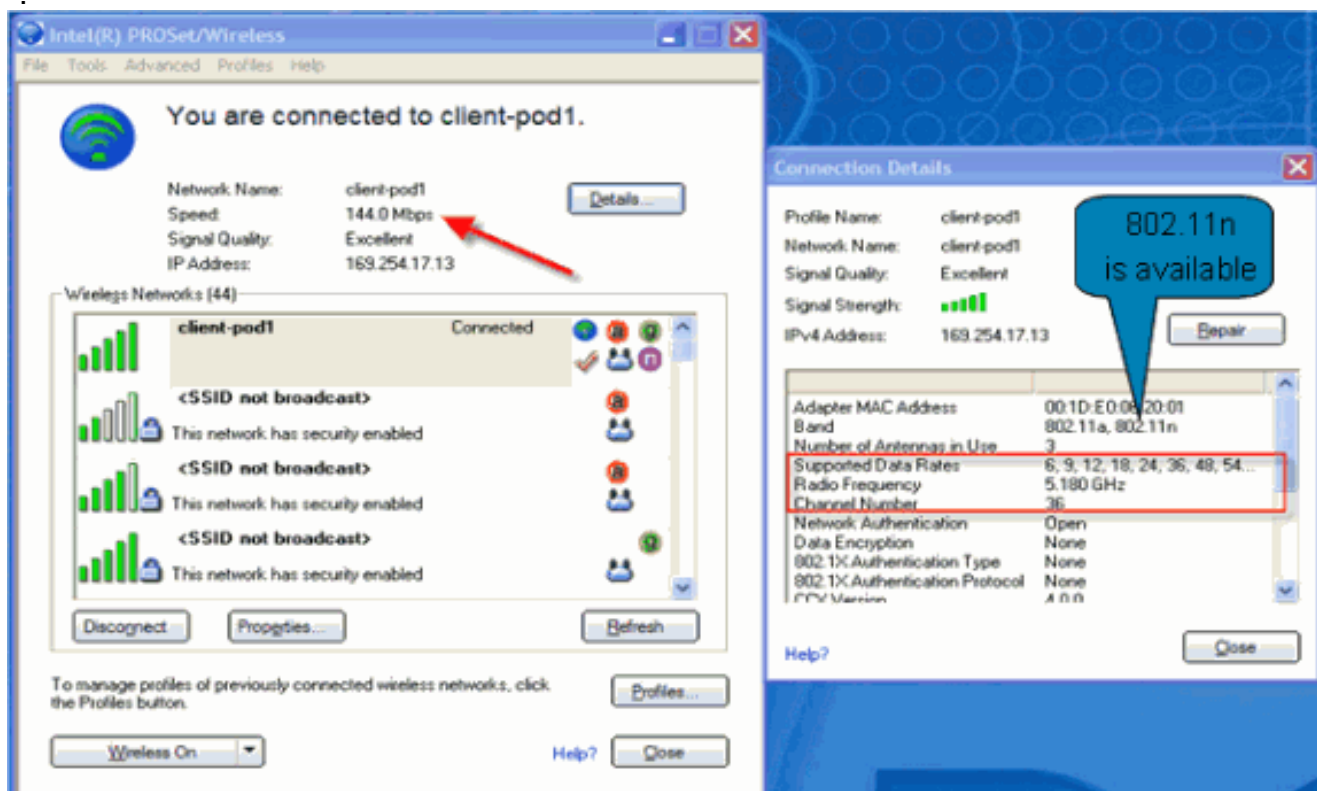 Intel(R) PROSet/Wireless
File Tools Advanced Profiles Help
You are connected to client-pod1.
Network Name: client-pod1
Speed: 144.0 Mbps
Signal Quality: Excellent
IP Address: 169.254.17.13
Details...
Wireless Networks (44)
client-pod1 Connected
a g
n
<SSID not broadcast>
a
This network has security enabled
<SSID not broadcast>
a
This network has security enabled
<SSID not broadcast>
g
This network has security enabled
Disconnect Properties... Refresh
To manage profiles of previously connected wireless networks, click
the Profiles button.
Profiles...
Wireless On Help? Close
Connection Details
Profile Name: client-pod1
Network Name: client-pod1
Signal Quality: Excellent
Signal Strength:
IPv4 Address: 169.254.17.13
802.11n
is available
Repair
Adapter MAC Address
Band 802.11a, 802.11n
Number of Antennas in Use 3
Supported Data Rates 6, 9, 12, 18, 24, 36, 48, 54...
Radio Frequency 5.180 GHz
Channel Number 36
Network Authentication Open
Data Encryption None
802.1X Authentication Type None
802.1X Authentication Protocol None
CCX Version 4.0.0
Help? Close